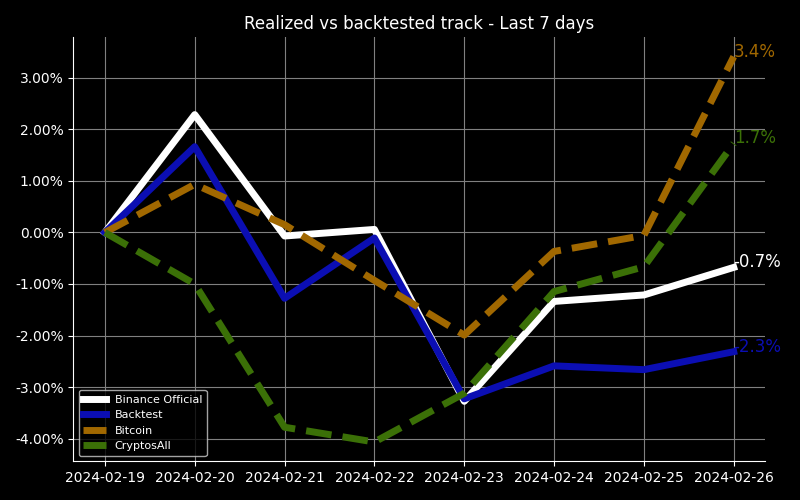 Realized vs backtested track - Last 7 days
3.00%
2.00%
1.00%
0.00%
-1.00%
-2.00%
-3.00%
-4.00%
3.4%
1.7%
-0.7%
-2.3%
Binance Official
Backtest
Bitcoin
CryptosAll
2024-02-19 2024-02-20 2024-02-21 2024-02-22 2024-02-23 2024-02-24 2024-02-25 2024-02-26